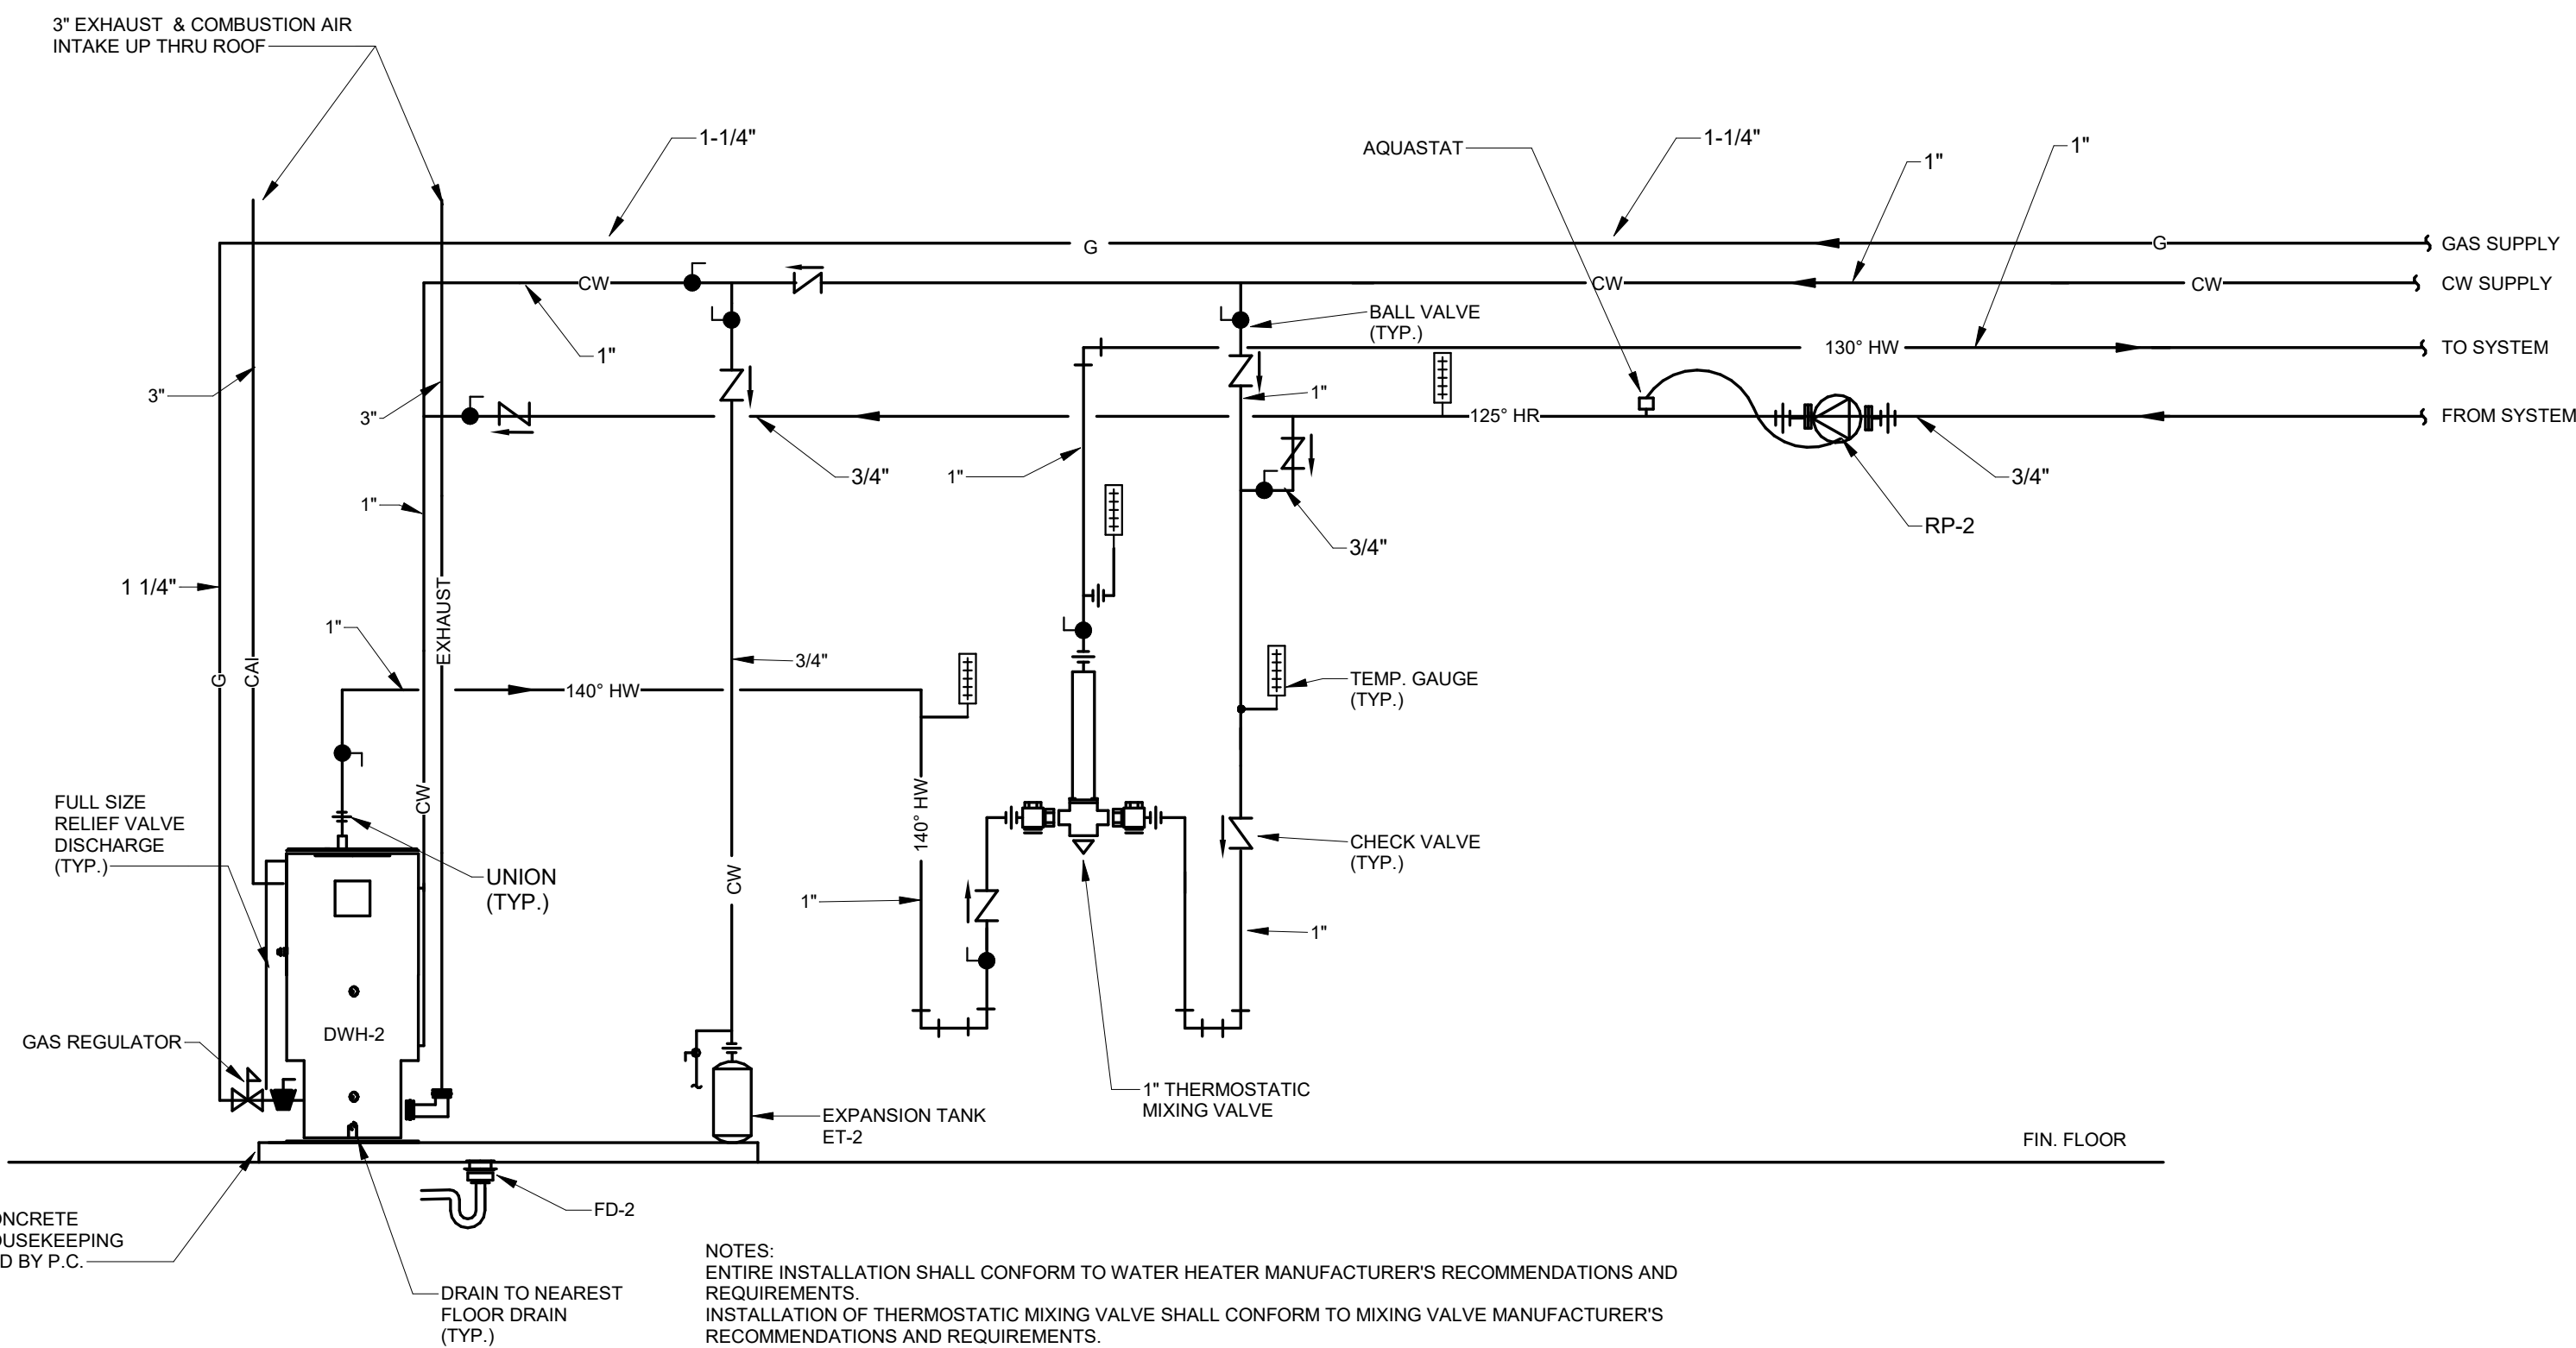 3" EXHAUST & COMBUSTION AIR
INTAKE UP THRU ROOF
1-1/4"
AQUASTAT
1-1/4"
1"
1"
G
G
GAS SUPPLY
CW
CW
CW
CW SUPPLY
BALL VALVE
(TYP.)
1"
130° HW
TO SYSTEM
3"
3"
1"
125° HR
FROM SYSTEM
3/4"
1"
3/4"
1"
RP-2
3/4"
1 1/4"
EXHAUST
1"
G
CAI
3/4"
140° HW
TEMP. GAUGE
(TYP.)
FULL SIZE
RELIEF VALVE
DISCHARGE
(TYP.)
CW
140° HW
CHECK VALVE
(TYP.)
UNION
(TYP.)
CW
1"
1"
DWH-2
GAS REGULATOR
1" THERMOSTATIC
MIXING VALVE
EXPANSION TANK
ET-2
FIN. FLOOR
FD-2
ONCRETE
OUSEKEEPING
D BY P.C.
DRAIN TO NEAREST
FLOOR DRAIN
(TYP.)
NOTES:
ENTIRE INSTALLATION SHALL CONFORM TO WATER HEATER MANUFACTURER'S RECOMMENDATIONS AND
REQUIREMENTS.
INSTALLATION OF THERMOSTATIC MIXING VALVE SHALL CONFORM TO MIXING VALVE MANUFACTURER'S
RECOMMENDATIONS AND REQUIREMENTS.